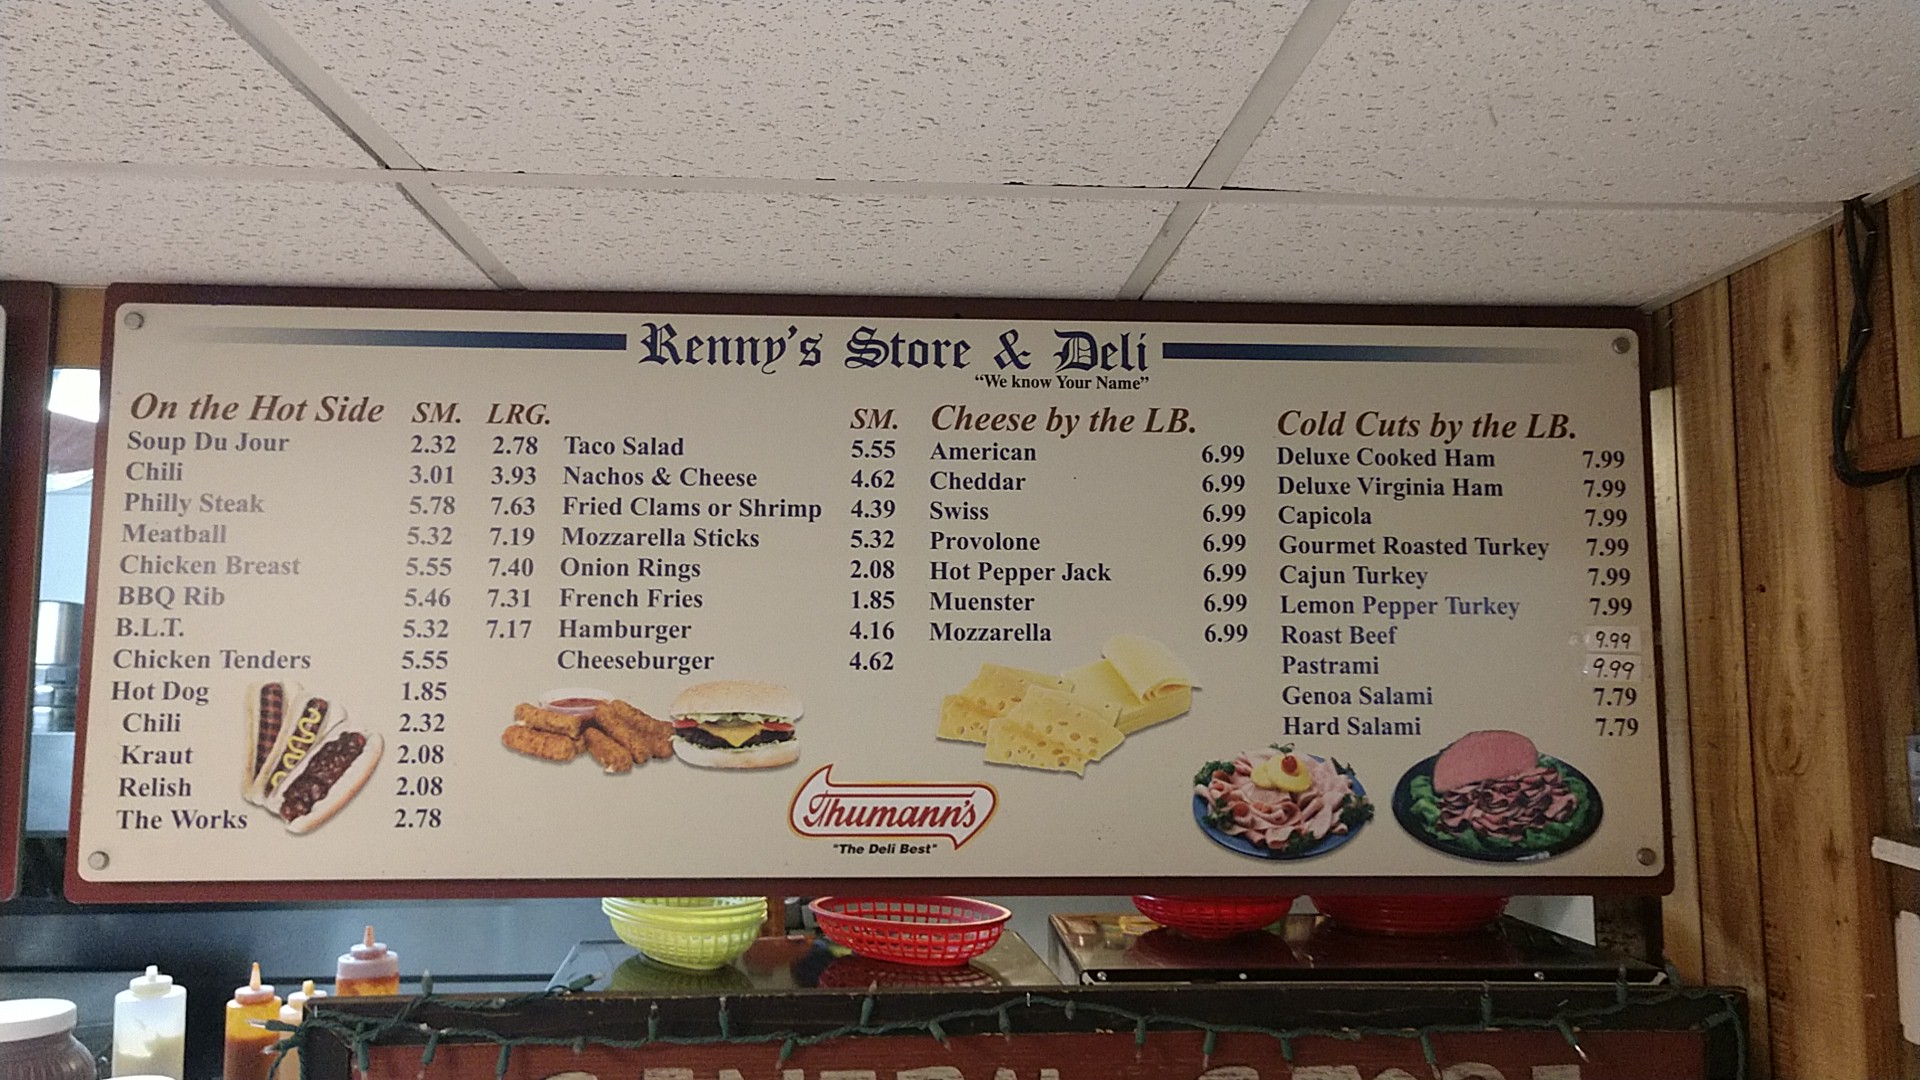 Renny's Store & Deli
"We know Your Name"
On the Hot Side SM. LRG.
Soup Du Jour 2.32 2.78
Chili 3.01 3.93
Philly Steak 5.78 7.63
Meatball 5.32 7.19
Chicken Breast 5.55 7.40
BBQ Rib 5.46 7.31
B.L.T. 5.32 7.17
Chicken Tenders 5.55
Hot Dog 1.85
Chili 2.32
Kraut 2.08
Relish 2.08
The Works 2.78
SM.
Taco Salad 5.55
Nachos & Cheese 4.62
Fried Clams or Shrimp 4.39
Mozzarella Sticks 5.32
Onion Rings 2.08
French Fries 1.85
Hamburger 4.16
Cheeseburger 4.62
Cheese by the LB.
American 6.99
Cheddar 6.99
Swiss 6.99
Provolone 6.99
Hot Pepper Jack 6.99
Muenster 6.99
Mozzarella 6.99
Cold Cuts by the LB.
Deluxe Cooked Ham 7.99
Deluxe Virginia Ham 7.99
Capicola 7.99
Gourmet Roasted Turkey 7.99
Cajun Turkey 7.99
Lemon Pepper Turkey 7.99
Roast Beef 9.99
Pastrami 9.99
Genoa Salami 7.79
Hard Salami 7.79
Thumann's
"The Deli Best"
GENERAL STORE